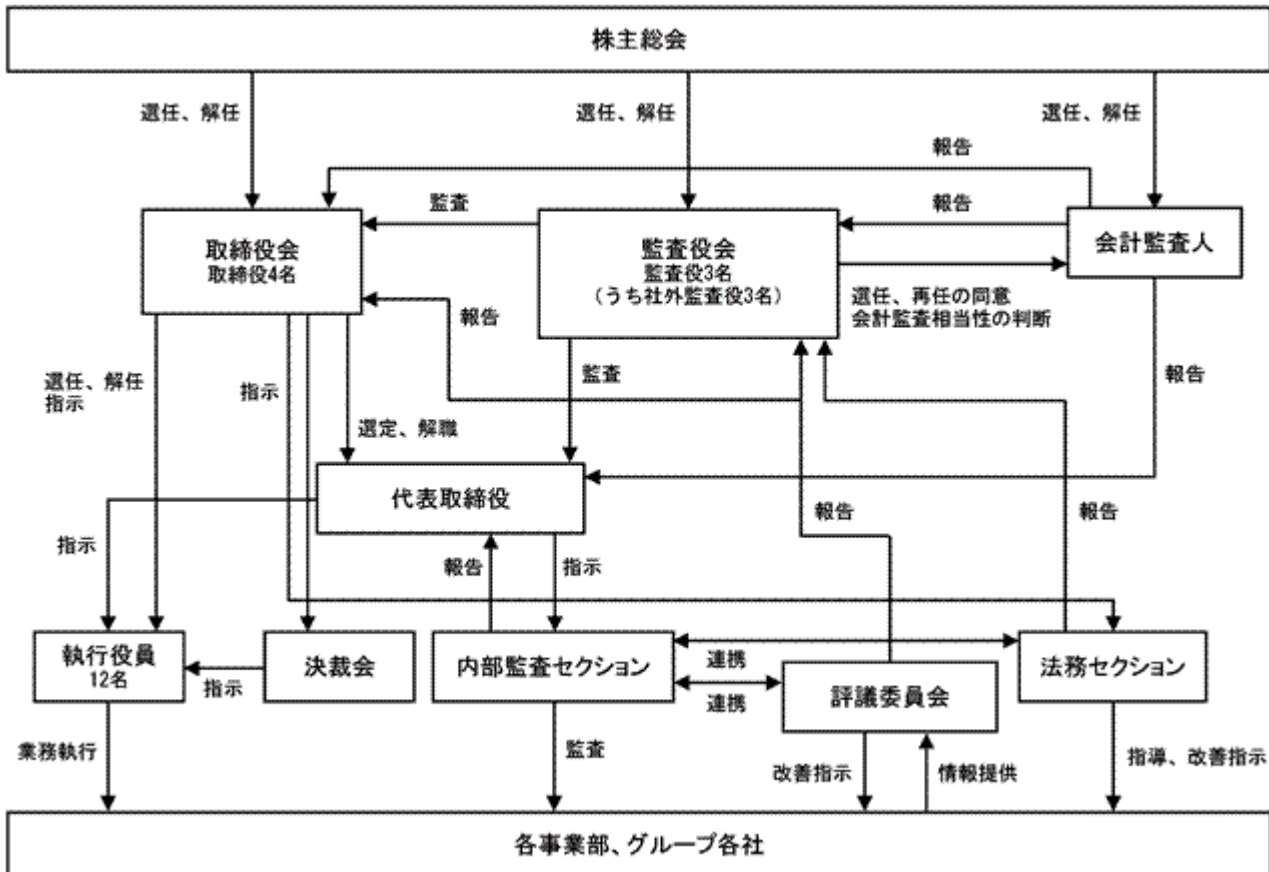 株主総会
選任、解任
選任、解任
選任、解任
報告
監査
報告
取締役会
取締役4名
監査役会
監査役3名
（うち社外監査役3名）
会計監査人
報告
選任、再任の同意
会計監査相当性の判断
選任、解任
指示
指示
監査
報告
選定、解職
代表取締役
指示
報告
指示
報告
報告
執行役員
12名
指示
決裁会
内部監査セクション
連携
連携
評議委員会
法務セクション
業務執行
監査
改善指示
情報提供
指導、改善指示
各事業部、グループ各社